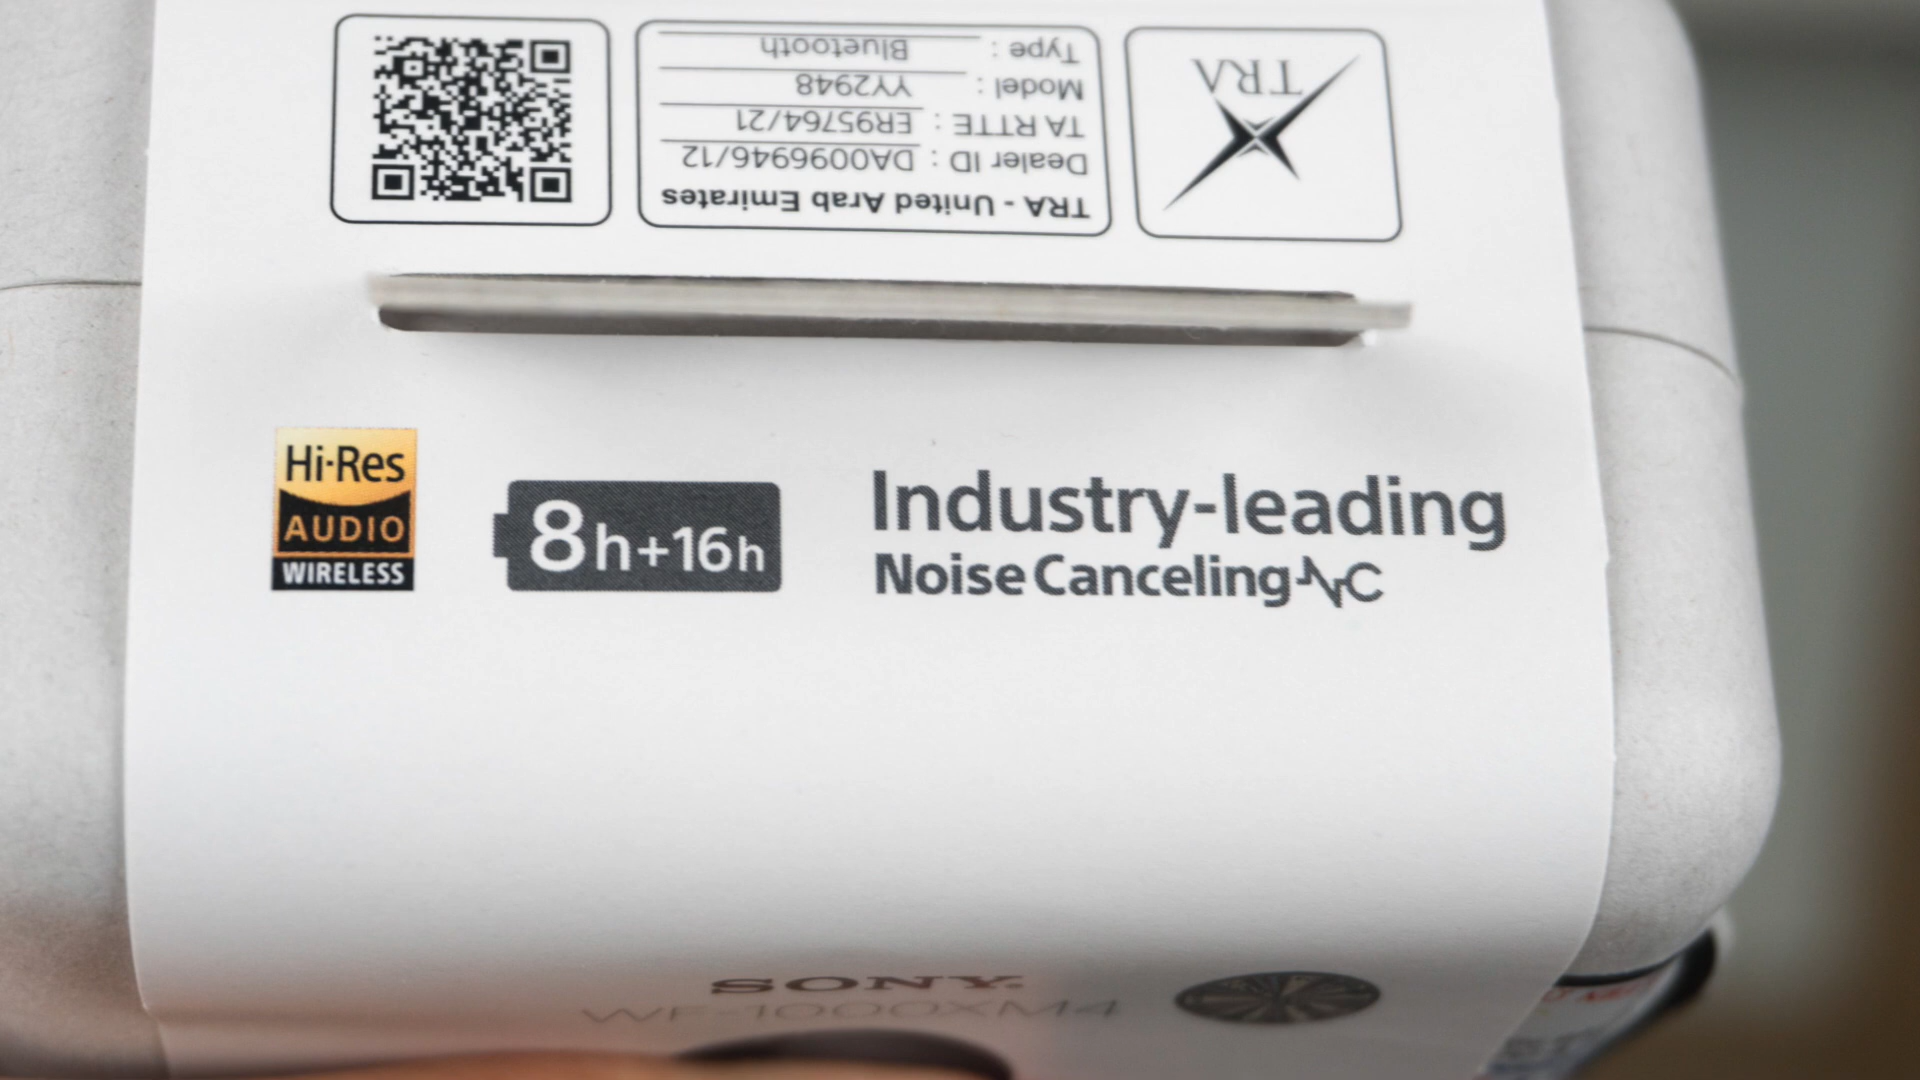 TRA
TRA - United Arab Emirates
Dealer ID : DA0096946/12
TA RTTE : ER95764/21
Model : YY2948
Type : Bluetooth
Hi-Res
AUDIO
WIRELESS
8h+16h
Industry-leading
Noise Canceling NC
SONY
WF-1000XM4